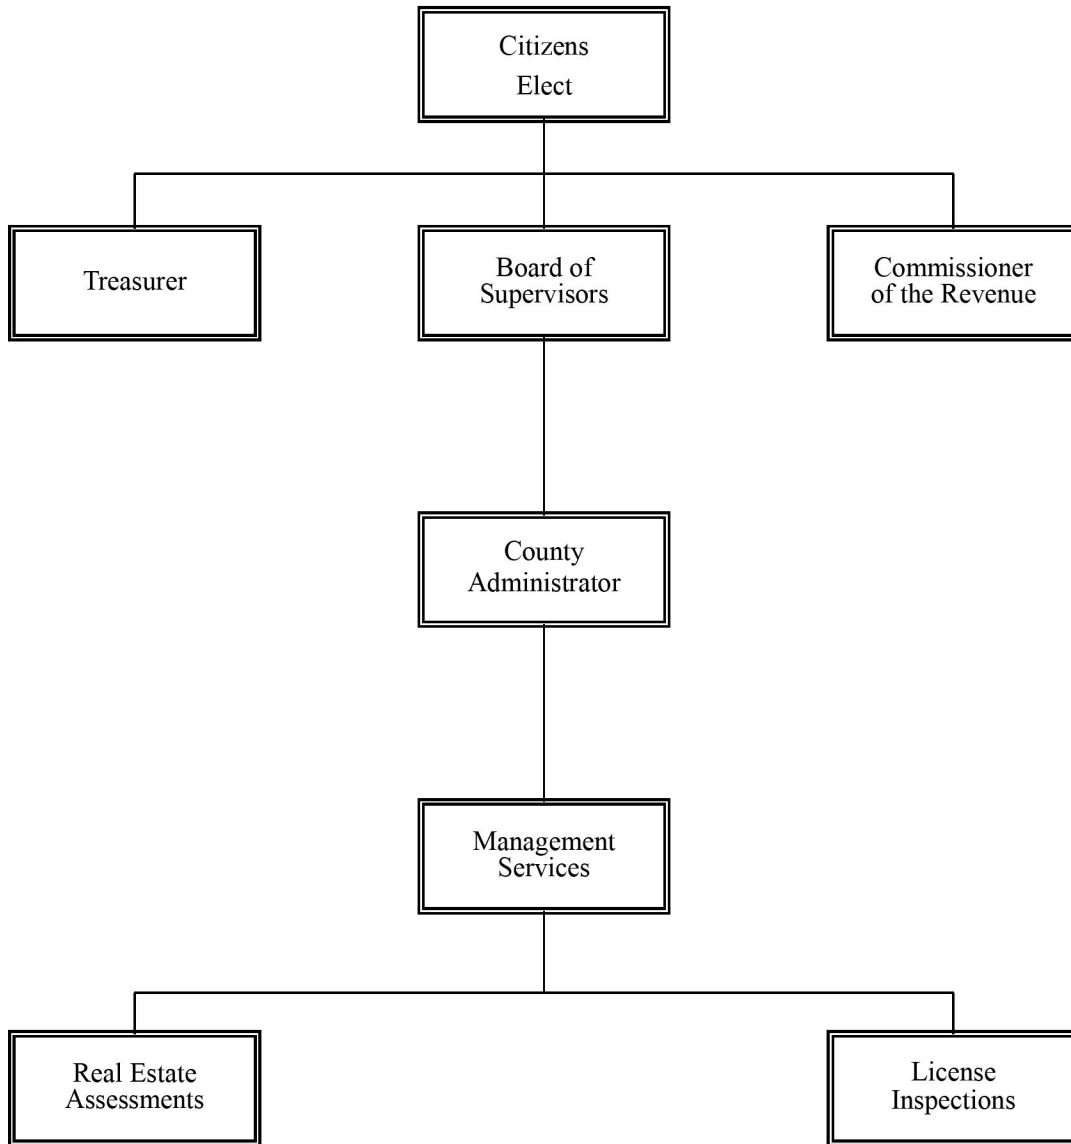 Citizens
Elect
Treasurer
Board of
Supervisors
Commissioner
of the Revenue
County
Administrator
Management
Services
Real Estate
Assessments
License
Inspections